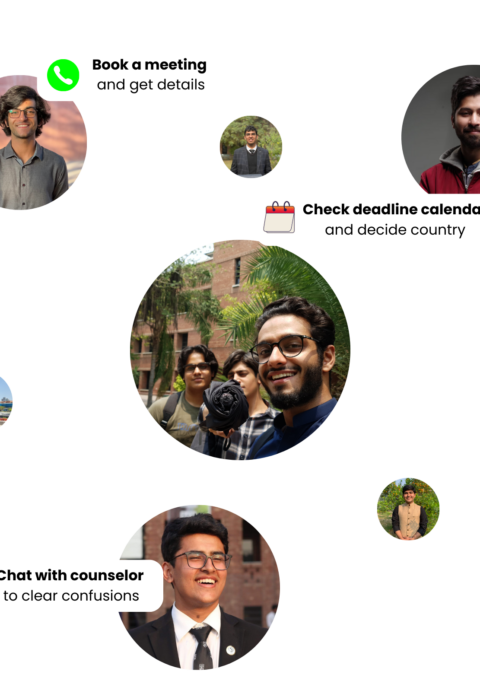 Book a meeting
and get details
Check deadline calenda
and decide country
Chat with counselor
to clear confusions